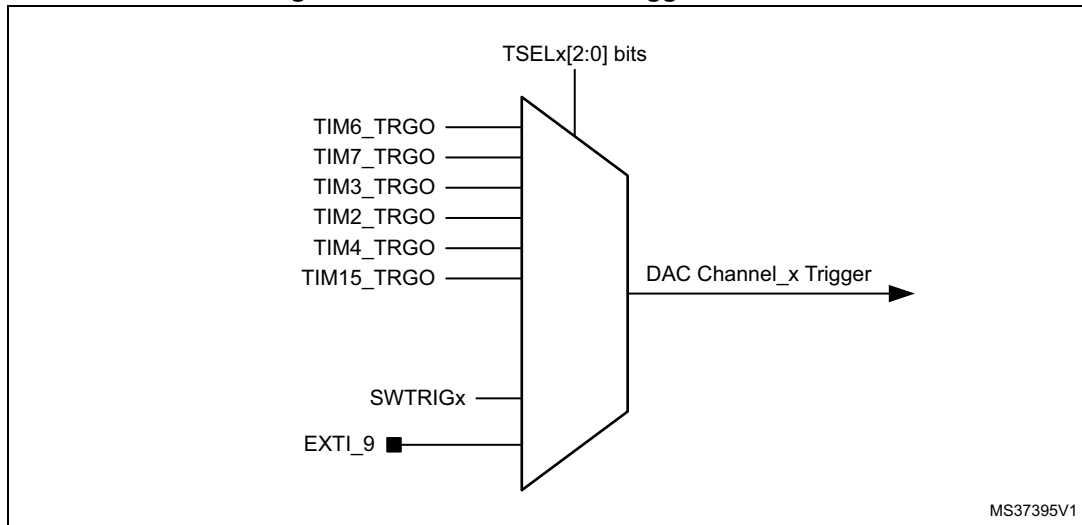 TSELx[2:0] bits
TIM6_TRGO
TIM7_TRGO
TIM3_TRGO
TIM2_TRGO
TIM4_TRGO
TIM15_TRGO
DAC Channel_x Trigger
SWTRIGx
EXTI_9
MS37395V1